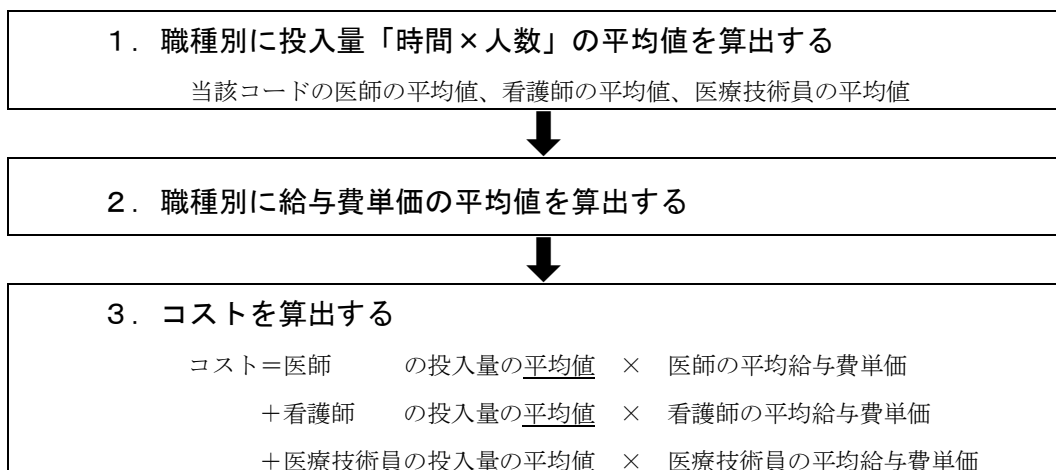 １．職種別に投入量「時間×人数」の平均値を算出する
当該コードの医師の平均値、看護師の平均値、医療技術員の平均値
２．職種別に給与費単価の平均値を算出する
３．コストを算出する
コスト＝医師　　　の投入量の平均値　×　医師の平均給与費単価
＋看護師　　の投入量の平均値　×　看護師の平均給与費単価
＋医療技術員の投入量の平均値　×　医療技術員の平均給与費単価